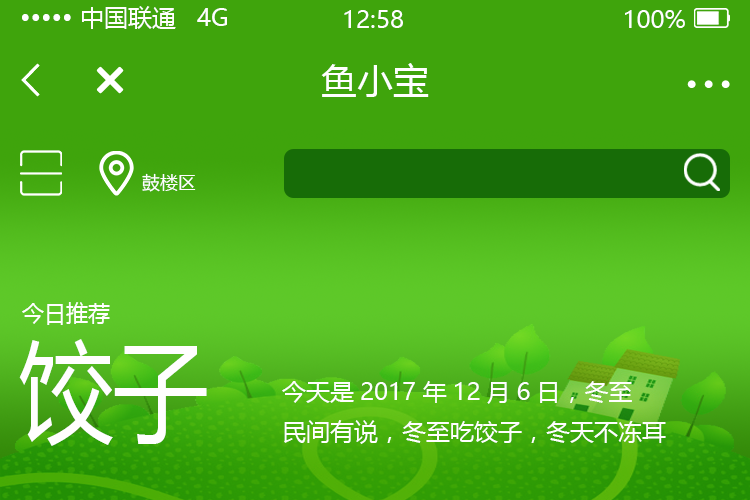 中国联通 4G 12:58 100%
鱼小宝
鼓楼区
今日推荐
饺子
今天是 2017 年 12 月 6 日，冬至
民间有说，冬至吃饺子，冬天不冻耳